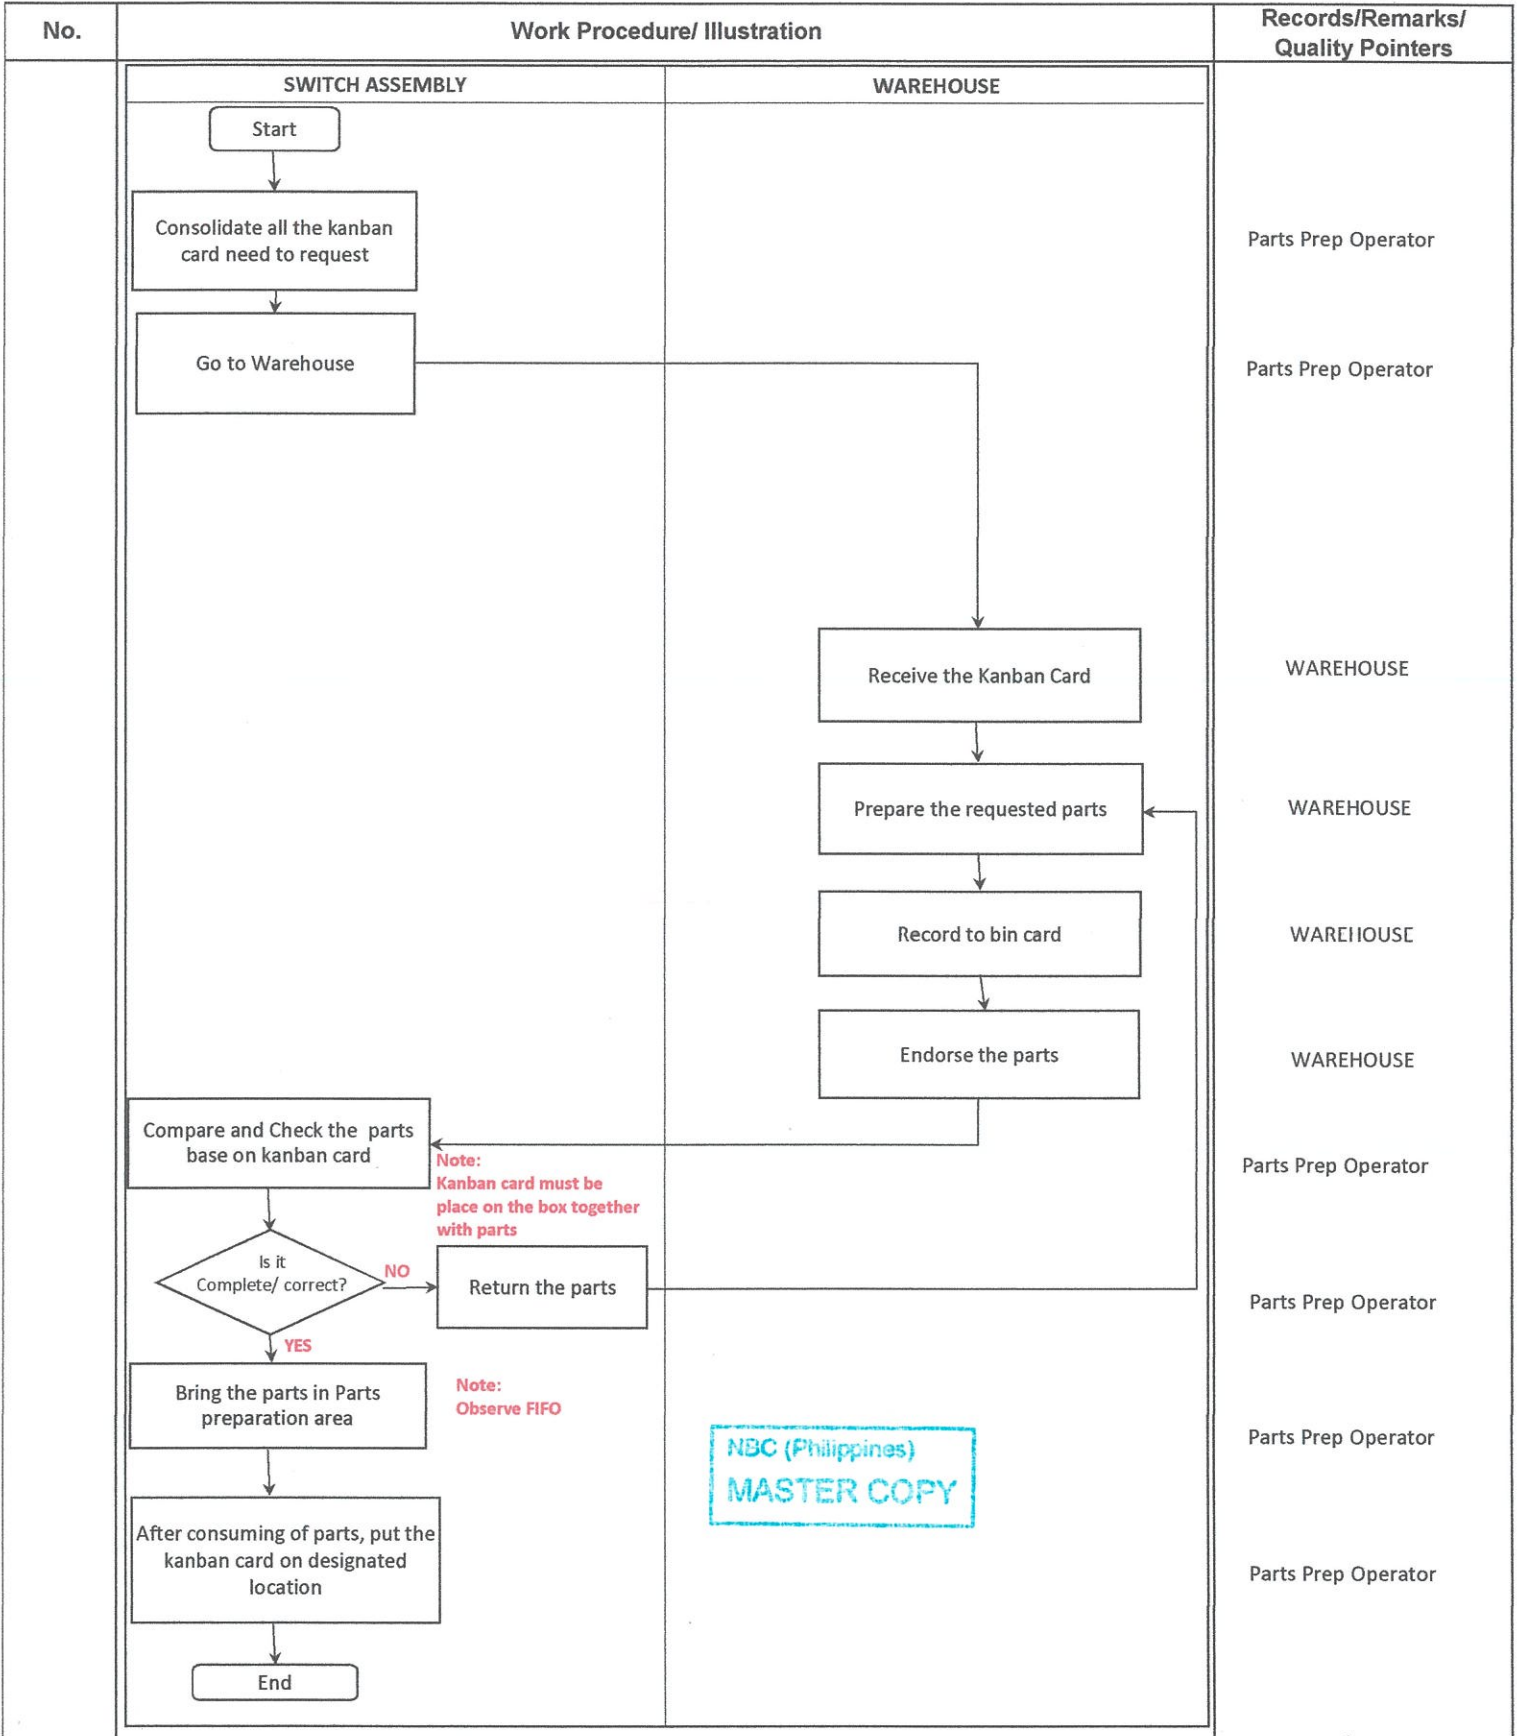 No.
Work Procedure/ Illustration
Records/Remarks/
Quality Pointers
SWITCH ASSEMBLY
WAREHOUSE
Start
Consolidate all the kanban
card need to request
Parts Prep Operator
Go to Warehouse
Parts Prep Operator
Receive the Kanban Card
WAREHOUSE
Prepare the requested parts
WAREHOUSE
Record to bin card
WAREHOUSE
Endorse the parts
WAREHOUSE
Compare and Check the parts
base on kanban card
Parts Prep Operator
Note:
Kanban card must be
place on the box together
with parts
Is it
Complete/ correct?
NO
Return the parts
Parts Prep Operator
YES
Bring the parts in Parts
preparation area
Note:
Observe FIFO
Parts Prep Operator
NBC (Philippines)
MASTER COPY
After consuming of parts, put the
kanban card on designated
location
Parts Prep Operator
End